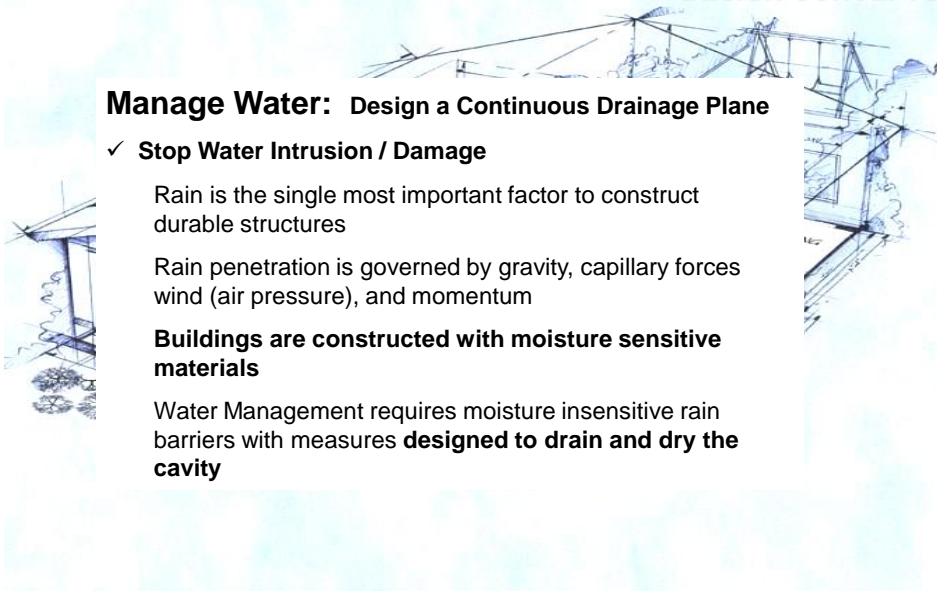 Manage Water: Design a Continuous Drainage Plane
✓ Stop Water Intrusion / Damage
Rain is the single most important factor to construct
durable structures
Rain penetration is governed by gravity, capillary forces
wind (air pressure), and momentum
Buildings are constructed with moisture sensitive
materials
Water Management requires moisture insensitive rain
barriers with measures designed to drain and dry the
cavity